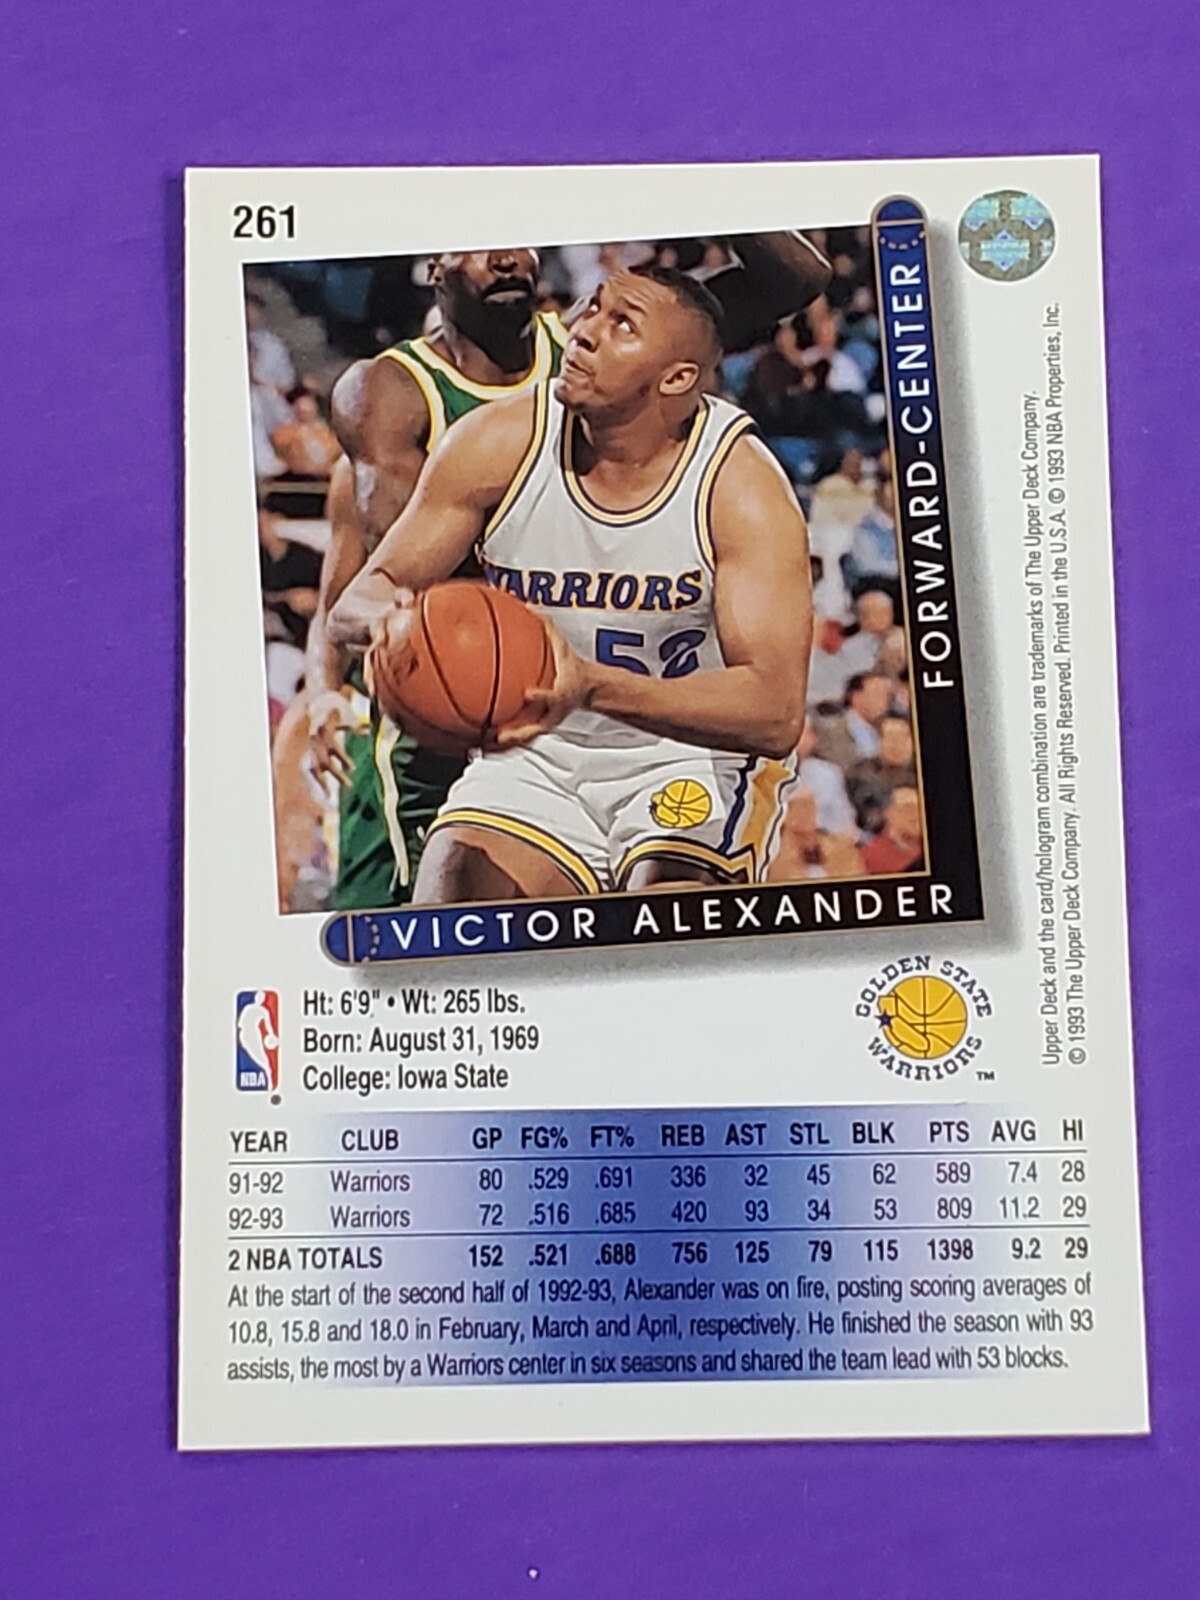 261
FORWARD-CENTER
WARRIORS
52
VICTOR ALEXANDER
Upper Deck and the card/hologram combination are trademarks of The Upper Deck Company.
© 1993 The Upper Deck Company. All Rights Reserved. Printed in the U.S.A. © 1993 NBA Properties, Inc.
NBA
Ht: 6'9" • Wt: 265 lbs.
Born: August 31, 1969
College: Iowa State
GOLDEN STATE
WARRIORS
TM
YEAR CLUB GP FG% FT% REB AST STL BLK PTS AVG HI
91-92 Warriors 80 .529 .691 336 32 45 62 589 7.4 28
92-93 Warriors 72 .516 .685 420 93 34 53 809 11.2 29
2 NBA TOTALS 152 .521 .688 756 125 79 115 1398 9.2 29
At the start of the second half of 1992-93, Alexander was on fire, posting scoring averages of
10.8, 15.8 and 18.0 in February, March and April, respectively. He finished the season with 93
assists, the most by a Warriors center in six seasons and shared the team lead with 53 blocks.